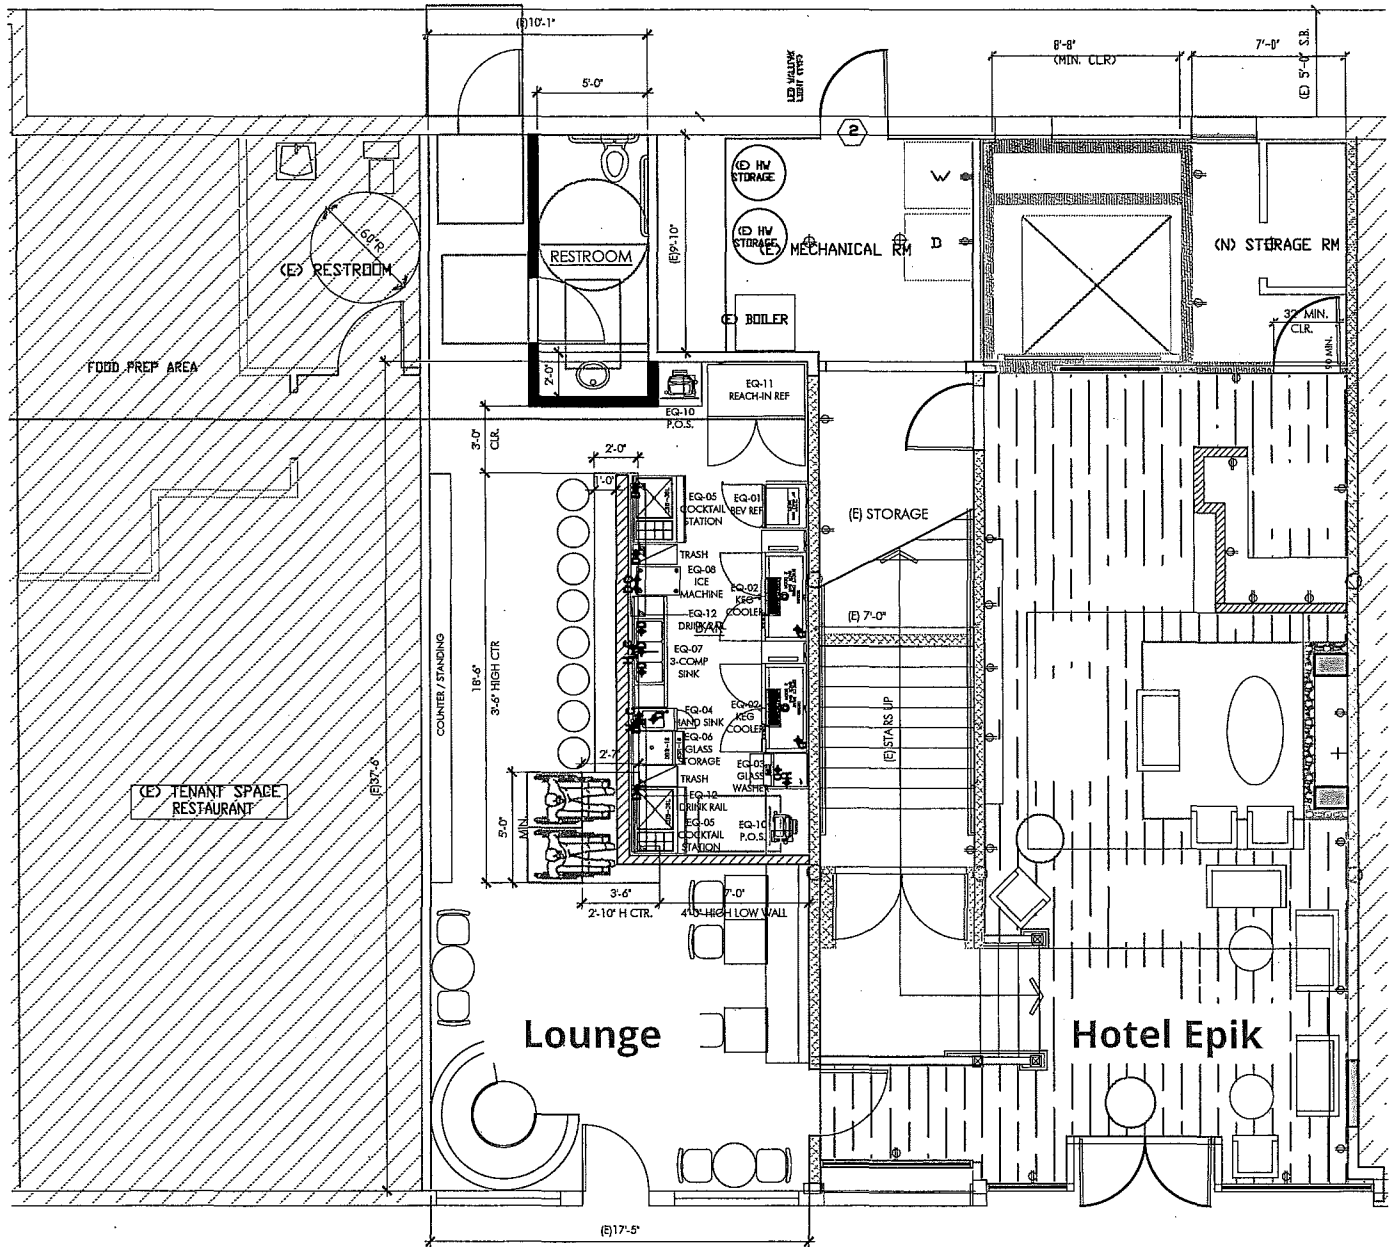 (E)10'-1"
5'-0"
LED WALLPAK
LIGHT (TYP)
8'-8"
(MIN. CLR)
7'-0"
(E) 5'-0" S.B.
2
(E) HW
STORAGE
W
60"R.
(E) RESTROOM
RESTROOM
(E)9'-10"
(E) HW
STORAGE
(E) MECHANICAL RM
D
(N) STORAGE RM
(E) BOILER
32" MIN.
CLR.
90 MIN.
FOOD PREP AREA
2'-0"
EQ-11
REACH-IN REF
EQ-10
P.O.S.
3'-0"
CLR.
2'-0"
1'-0"
EQ-05
COCKTAIL
STATION
EQ-01
BEV REF
(E) STORAGE
TRASH
EQ-08
ICE
MACHINE
EQ-02
KEG
COOLER
EQ-12
DRINK RAIL
BAR
(E) 7'-0"
EQ-07
3-COMP
SINK
COUNTER / STANDING
18'-6"
3'-6" HIGH CTR
EQ-04
HAND SINK
EQ-02
KEG
COOLER
(E)STAIRS UP
EQ-06
GLASS
STORAGE
2'-7"
EQ-03
GLASS
WASHER
TRASH
(E)37'-6"
(E) TENANT SPACE
RESTAURANT
5'-0"
MIN.
EQ-12
DRINK RAIL
EQ-05
COCKTAIL
STATION
EQ-10
P.O.S.
3'-6"
7'-0"
2'-10" H CTR.
4'-0" HIGH LOW WALL
Lounge
Hotel Epik
(E)17'-5"